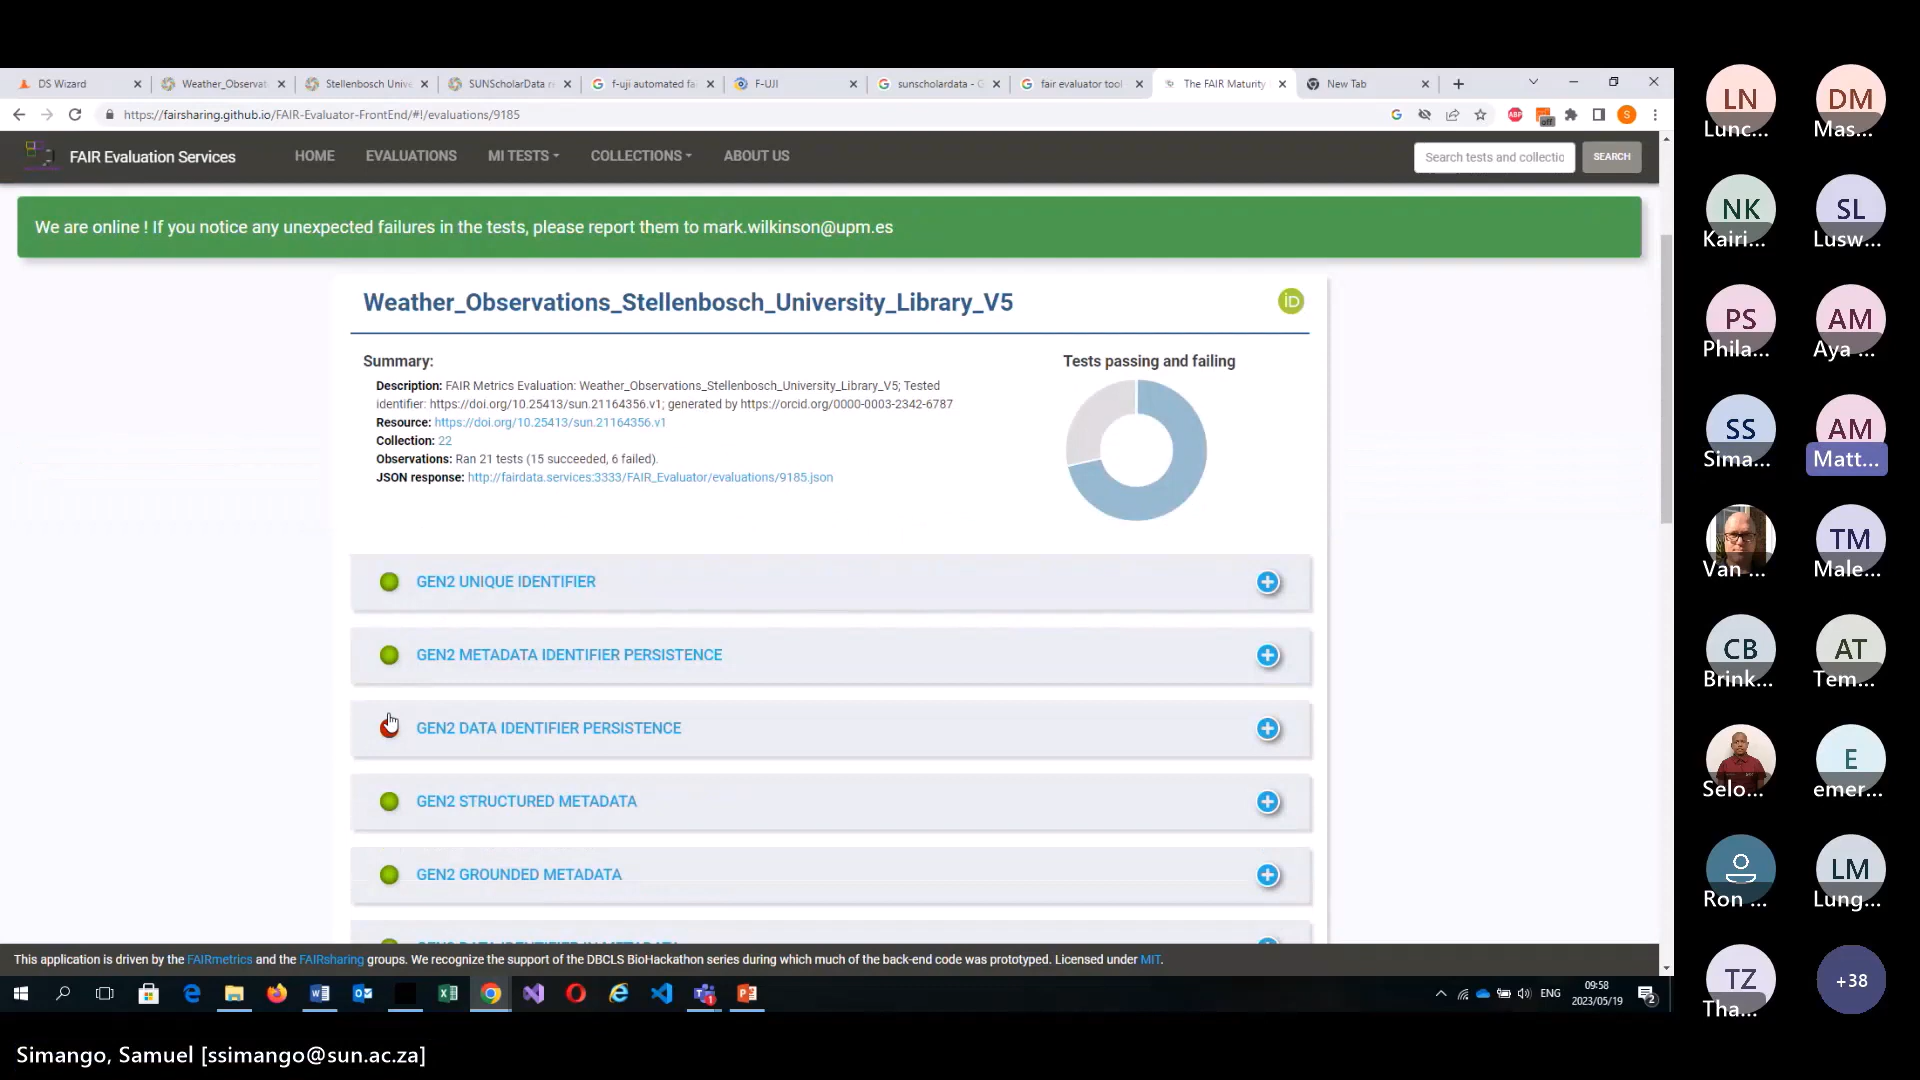 DS Wizard
Weather_Observat
Stellenbosch Unive
SUNScholarData re
f-uji automated fai
F-UJI
sunscholardata - G
fair evaluator tool
The FAIR Maturity
New Tab
https://fairsharing.github.io/FAIR-Evaluator-FrontEnd/#!/evaluations/9185
ABP
off
S
FAIR Evaluation Services
HOME
EVALUATIONS
MI TESTS
COLLECTIONS
ABOUT US
Search tests and collectio
SEARCH
We are online ! If you notice any unexpected failures in the tests, please report them to mark.wilkinson@upm.es
Weather_Observations_Stellenbosch_University_Library_V5
iD
Summary:
Description: FAIR Metrics Evaluation: Weather_Observations_Stellenbosch_University_Library_V5; Tested
identifier: https://doi.org/10.25413/sun.21164356.v1; generated by https://orcid.org/0000-0003-2342-6787
Resource: https://doi.org/10.25413/sun.21164356.v1
Collection: 22
Observations: Ran 21 tests (15 succeeded, 6 failed).
JSON response: http://fairdata.services:3333/FAIR_Evaluator/evaluations/9185.json
Tests passing and failing
GEN2 UNIQUE IDENTIFIER
GEN2 METADATA IDENTIFIER PERSISTENCE
GEN2 DATA IDENTIFIER PERSISTENCE
GEN2 STRUCTURED METADATA
GEN2 GROUNDED METADATA
This application is driven by the FAIRmetrics and the FAIRsharing groups. We recognize the support of the DBCLS BioHackathon series during which much of the back-end code was prototyped. Licensed under MIT.
ENG
09:58
2023/05/19
2
Simango, Samuel [ssimango@sun.ac.za]
LN
Lunc...
DM
Mas...
NK
Kairi...
SL
Lusw...
PS
Phila...
AM
Aya ...
SS
Sima...
AM
Matt...
Van ...
TM
Male...
CB
Brink...
AT
Tem...
Selo...
E
emer...
Ron ...
LM
Lung...
TZ
Tha...
+38